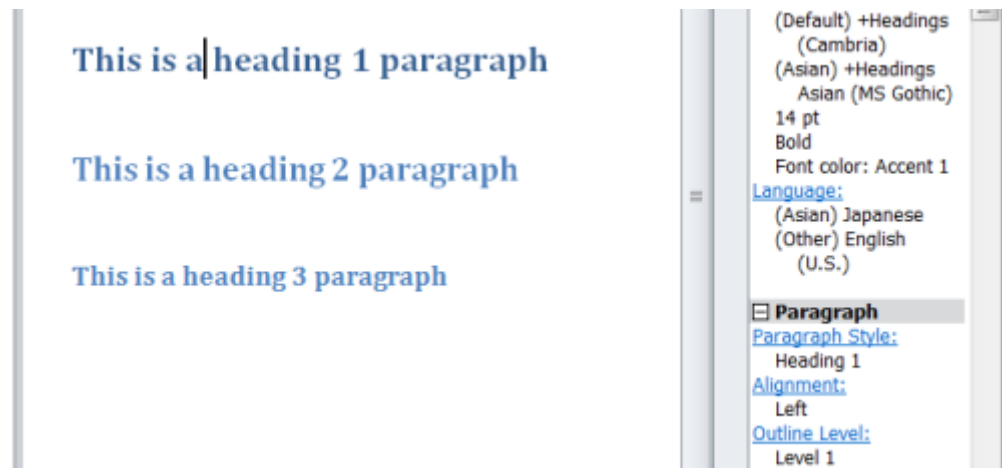 This is a heading 1 paragraph
This is a heading 2 paragraph
This is a heading 3 paragraph
(Default) +Headings
(Cambria)
(Asian) +Headings
Asian (MS Gothic)
14 pt
Bold
Font color: Accent 1
Language:
(Asian) Japanese
(Other) English
(U.S.)
Paragraph
Paragraph Style:
Heading 1
Alignment:
Left
Outline Level:
Level 1